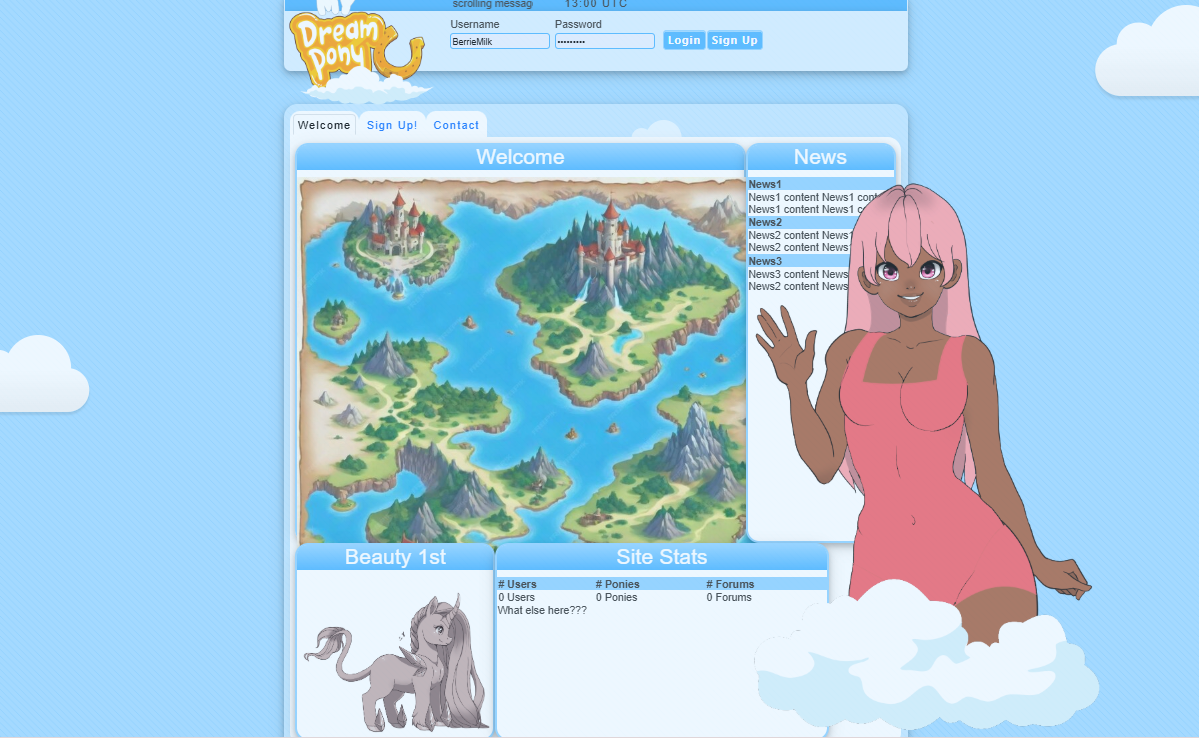 scrolling messag 13:00 UTC
Dream
Pony
Username Password
BerrieMilk •••••••••
Login Sign Up
Welcome Sign Up! Contact
Welcome
News
News1
News1 content News1 cont
News1 content News1 c
News2
News2 content News1
News2 content News1
News3
News3 content News
News2 content News
Beauty 1st
Site Stats
# Users # Ponies # Forums
0 Users 0 Ponies 0 Forums
What else here???